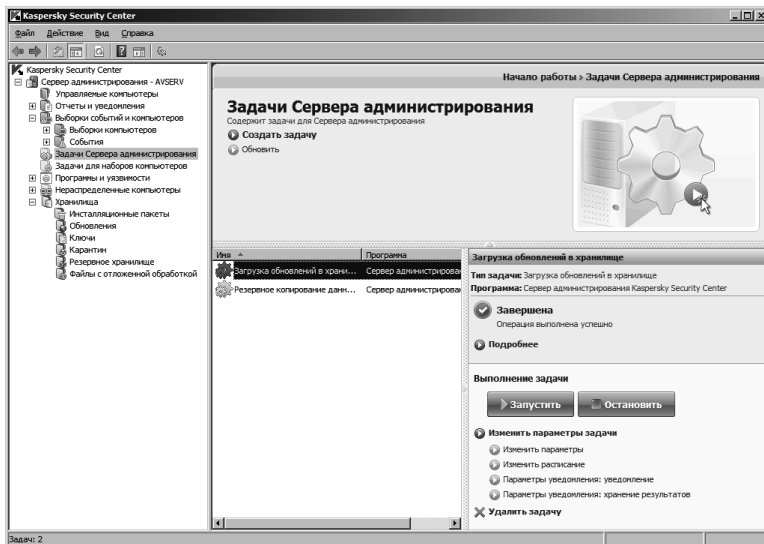 Kaspersky Security Center
Файл Действие Вид Справка
Kaspersky Security Center
Сервер администрирования - AVSERV
Управляемые компьютеры
Отчеты и уведомления
Выборки событий и компьютеров
Выборки компьютеров
События
Задачи Сервера администрирования
Задачи для наборов компьютеров
Программы и уязвимости
Нераспределенные компьютеры
Хранилища
Инсталляционные пакеты
Обновления
Ключи
Карантин
Резервное хранилище
Файлы с отложенной обработкой
Начало работы › Задачи Сервера администрирования
Задачи Сервера администрирования
Содержит задачи для Сервера администрирования
Создать задачу
Обновить
Имя Программа
Загрузка обновлений в храни... Сервер администрирован
Резервное копирование данн... Сервер администрирован
Загрузка обновлений в хранилище
Тип задачи: Загрузка обновлений в хранилище
Программа: Сервер администрирования Kaspersky Security Center
Завершена
Операция выполнена успешно
Подробнее
Выполнение задачи
Запустить Остановить
Изменить параметры задачи
Изменить параметры
Изменить расписание
Параметры уведомления: уведомление
Параметры уведомления: хранение результатов
Удалить задачу
Задач: 2